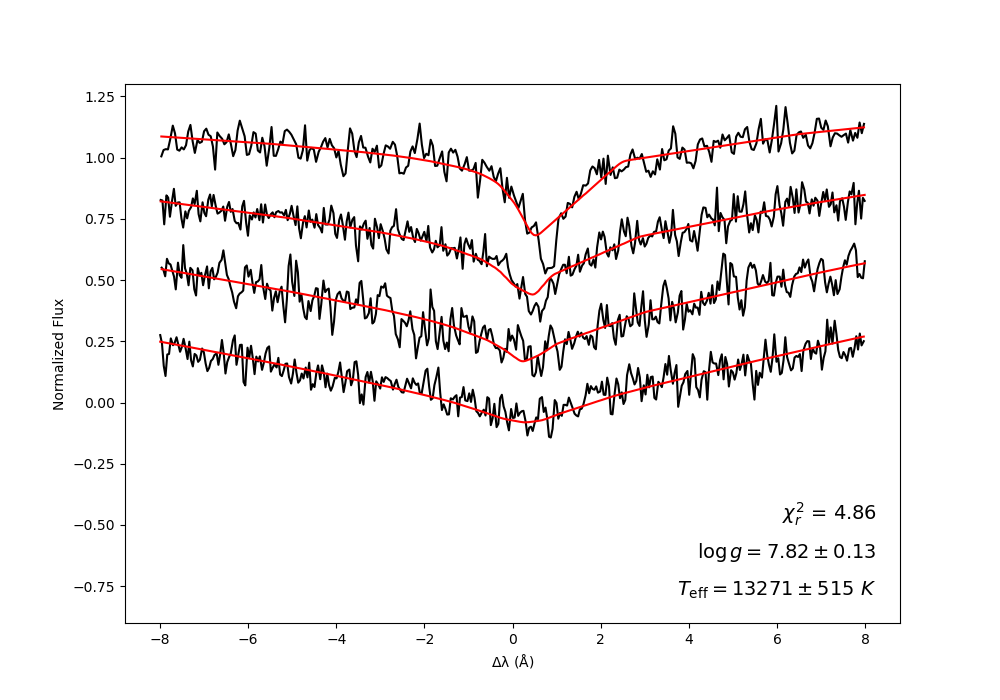 1.25
1.00
0.75
0.50
0.25
0.00
−0.25
−0.50
−0.75
Normalized Flux
χ²ᵣ = 4.86
log g = 7.82 ± 0.13
T_eff = 13271 ± 515 K
−8 −6 −4 −2 0 2 4 6 8
Δλ (Å)